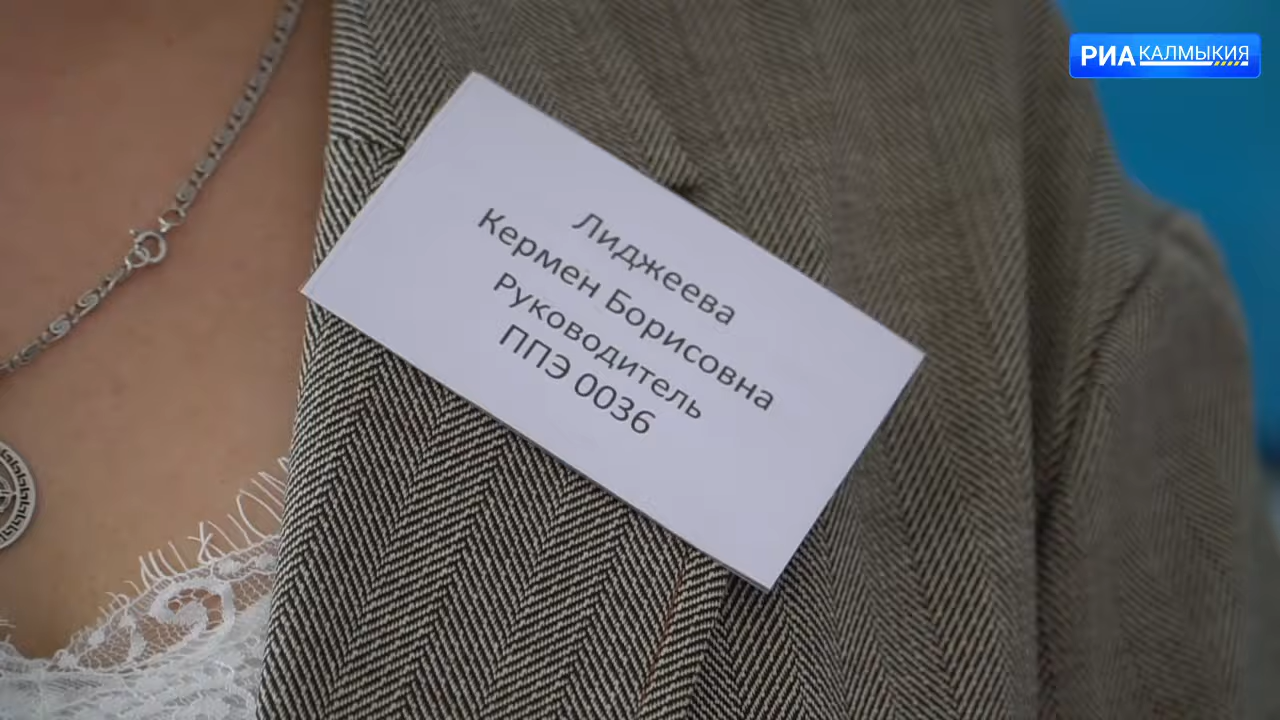 РИА КАЛМЫКИЯ
Лиджеева
Кермен Борисовна
Руководитель
ППЭ 0036